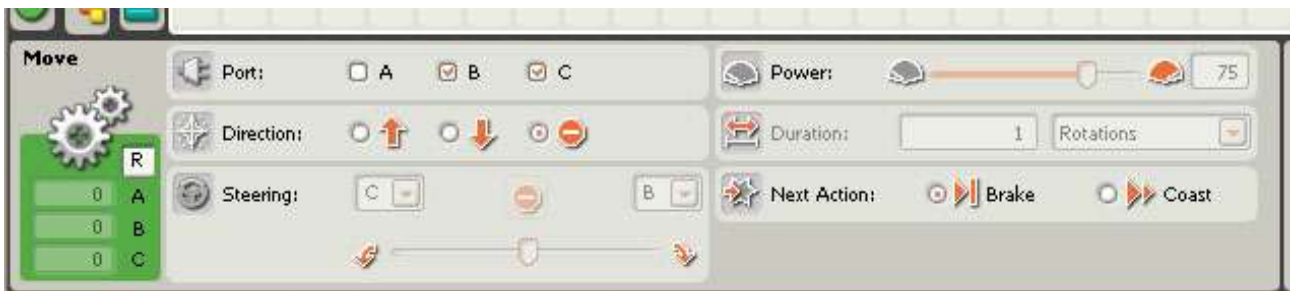 Move
R
0 A
0 B
0 C
Port: A B C
Direction:
Steering: C B
Power: 75
Duration: 1 Rotations
Next Action: Brake Coast